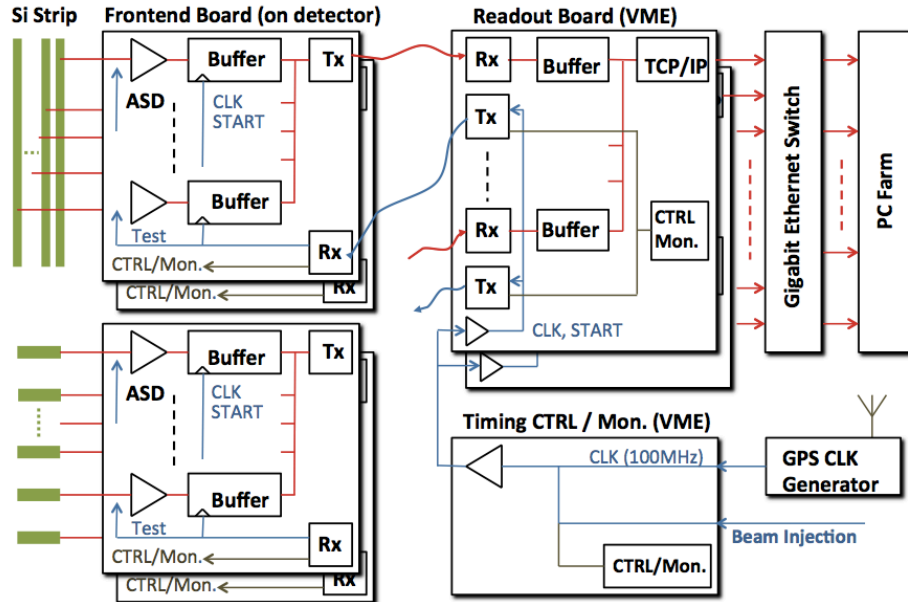 Si Strip
Frontend Board (on detector)
Readout Board (VME)
Buffer
Tx
ASD
CLK
START
Buffer
Test
Rx
CTRL/Mon.
Rx
CTRL/Mon.
Rx
Buffer
TCP/IP
Tx
Rx
Buffer
CTRL
Mon.
Tx
CLK, START
Gigabit Ethernet Switch
PC Farm
Buffer
Tx
ASD
CLK
START
Buffer
Test
Rx
CTRL/Mon.
CTRL/Mon.
Timing CTRL / Mon. (VME)
CLK (100MHz)
GPS CLK
Generator
Beam Injection
CTRL/Mon.